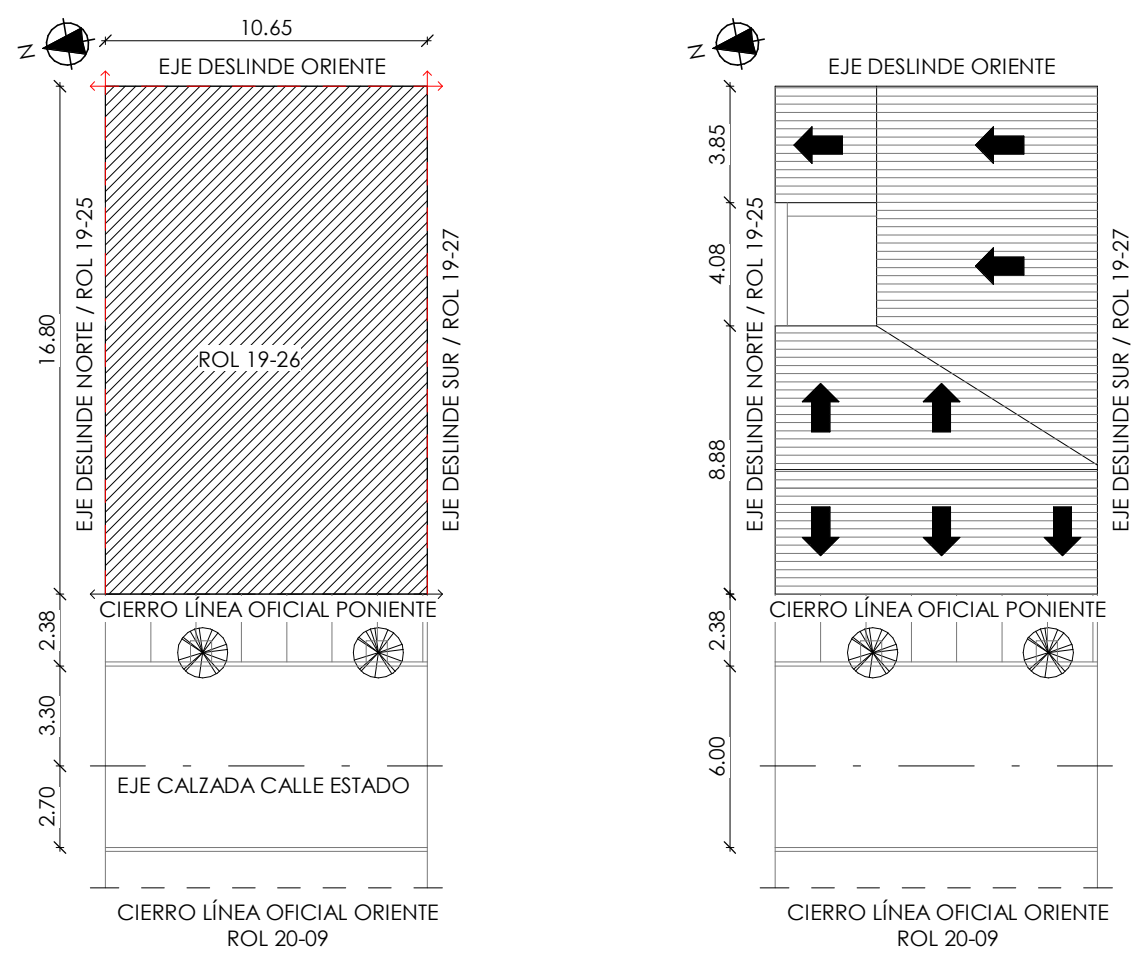 N
10.65
EJE DESLINDE ORIENTE
16.80
EJE DESLINDE NORTE / ROL 19-25
ROL 19-26
EJE DESLINDE SUR / ROL 19-27
CIERRO LÍNEA OFICIAL PONIENTE
2.38
3.30
EJE CALZADA CALLE ESTADO
2.70
CIERRO LÍNEA OFICIAL ORIENTE
ROL 20-09
N
EJE DESLINDE ORIENTE
3.85
4.08
8.88
EJE DESLINDE NORTE / ROL 19-25
EJE DESLINDE SUR / ROL 19-27
CIERRO LÍNEA OFICIAL PONIENTE
2.38
6.00
CIERRO LÍNEA OFICIAL ORIENTE
ROL 20-09